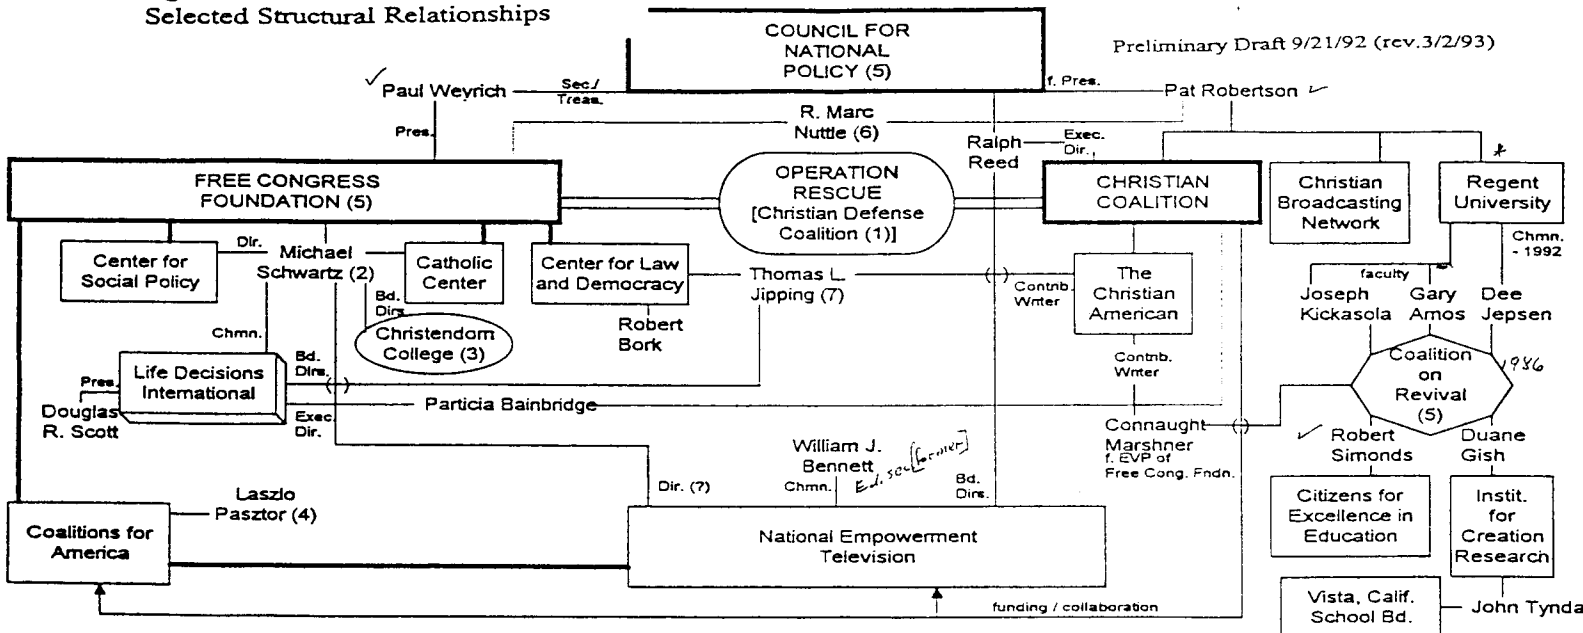 Selected Structural Relationships
COUNCIL FOR
NATIONAL
POLICY (5)
Preliminary Draft 9/21/92 (rev.3/2/93)
Paul Weyrich
Sec./
Treas.
f. Pres.
Pat Robertson
Pres.
R. Marc
Nuttle (6)
Ralph
Reed
Exec.
Dir.
FREE CONGRESS
FOUNDATION (5)
OPERATION
RESCUE
[Christian Defense
Coalition (1)]
CHRISTIAN
COALITION
Christian
Broadcasting
Network
*
Regent
University
Center for
Social Policy
Dir.
Michael
Schwartz (2)
Catholic
Center
Center for Law
and Democracy
Thomas L.
Jipping (7)
Contrib.
Writer
The
Christian
American
Chmn.
- 1992
faculty
Joseph
Kickasola
Gary
Amos
Dee
Jepsen
Bd.
Dirs.
Christendom
College (3)
Robert
Bork
Chmn.
Life Decisions
International
Bd.
Dirs.
Contrib.
Writer
Coalition
on
Revival
(5)
1986
Pres.
Douglas
R. Scott
Exec.
Dir.
Particia Bainbridge
Connaught
Marshner
f. EVP of
Free Cong. Fndn.
Robert
Simonds
Duane
Gish
William J.
Bennett
Ed. sec [former]
Chmn.
Dir. (?)
Bd.
Dirs.
Laszlo
Pasztor (4)
Coalitions for
America
National Empowerment
Television
Citizens for
Excellence in
Education
Instit.
for
Creation
Research
funding / collaboration
Vista, Calif.
School Bd.
John Tynda